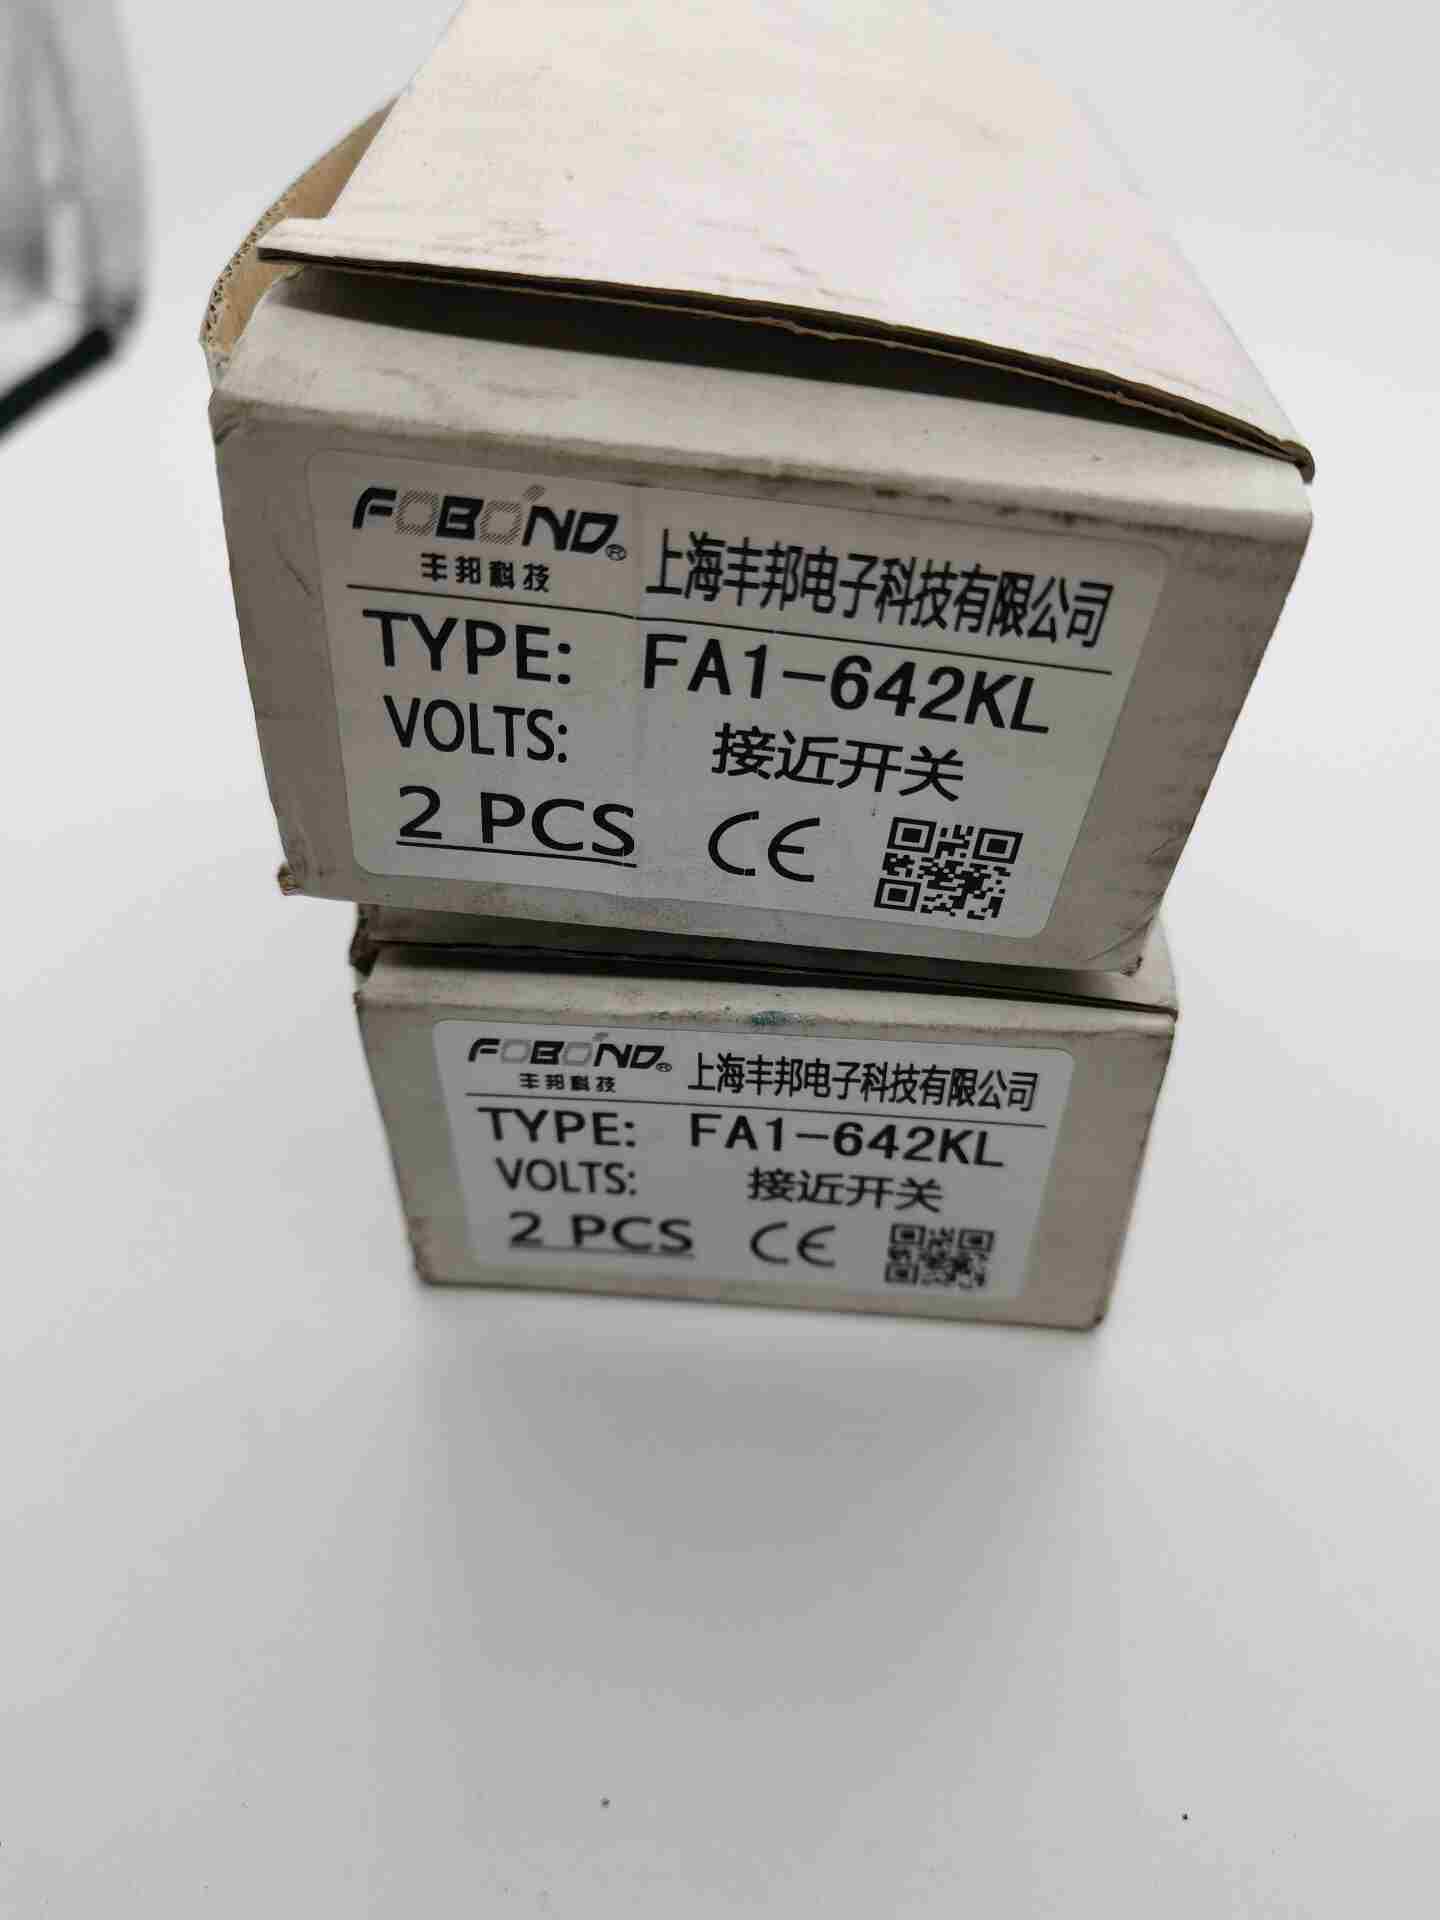 FOBOND®
丰邦科技
上海丰邦电子科技有限公司
TYPE: FA1-642KL
VOLTS: 接近开关
2 PCS CE
FOBOND®
丰邦科技
上海丰邦电子科技有限公司
TYPE: FA1-642KL
VOLTS: 接近开关
2 PCS CE